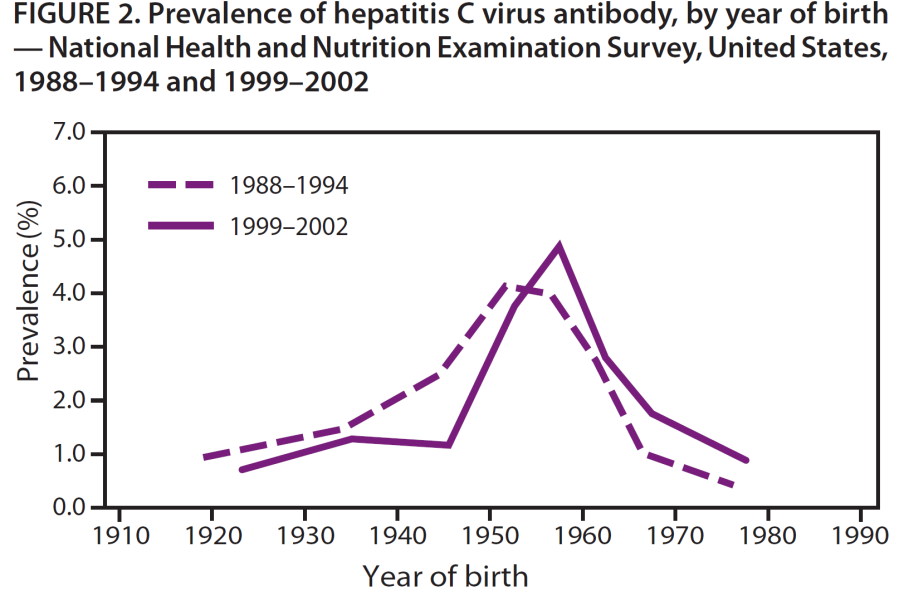 FIGURE 2. Prevalence of hepatitis C virus antibody, by year of birth
— National Health and Nutrition Examination Survey, United States,
1988–1994 and 1999–2002
7.0
6.0
5.0
4.0
3.0
2.0
1.0
0.0
Prevalence (%)
1988–1994
1999–2002
1910 1920 1930 1940 1950 1960 1970 1980 1990
Year of birth